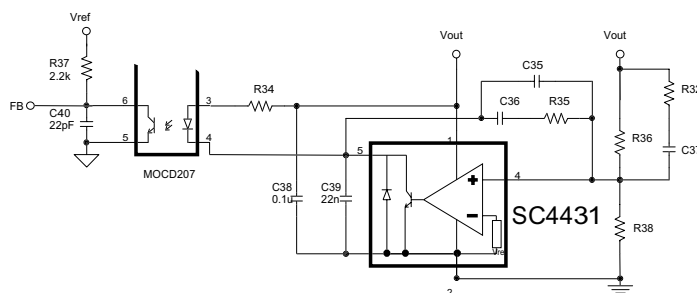 Vref
R37
2.2k
FB
C40
22pF
6
5
3
4
MOCD207
R34
Vout
C35
C36
R35
1
5
C38
0.1u
C39
22n
4
SC4431
2
Vout
R36
C37
R38